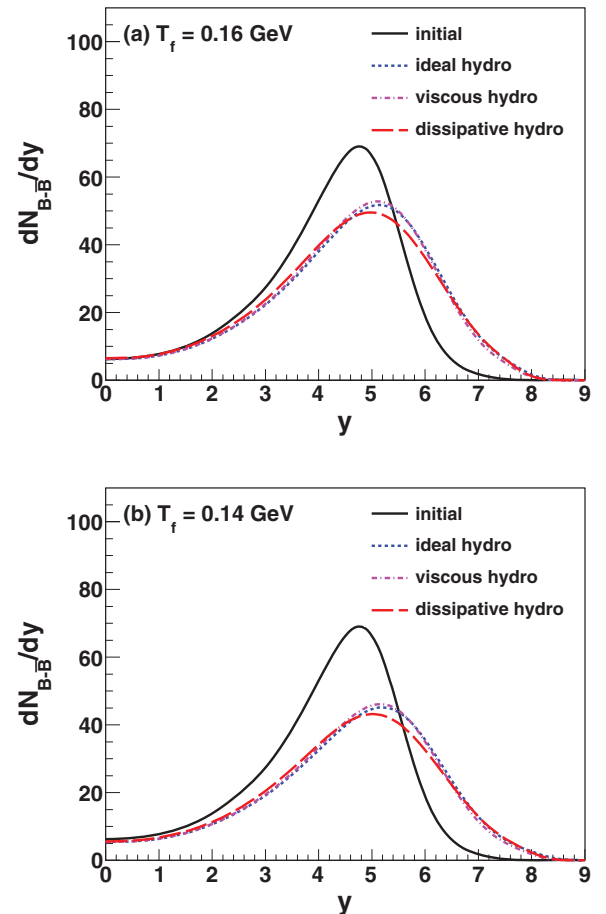 (a) T_f = 0.16 GeV
initial
ideal hydro
viscous hydro
dissipative hydro
dN_{B-B̅}/dy
100
80
60
40
20
0
0 1 2 3 4 5 6 7 8 9
y
(b) T_f = 0.14 GeV
initial
ideal hydro
viscous hydro
dissipative hydro
dN_{B-B̅}/dy
100
80
60
40
20
0
0 1 2 3 4 5 6 7 8 9
y